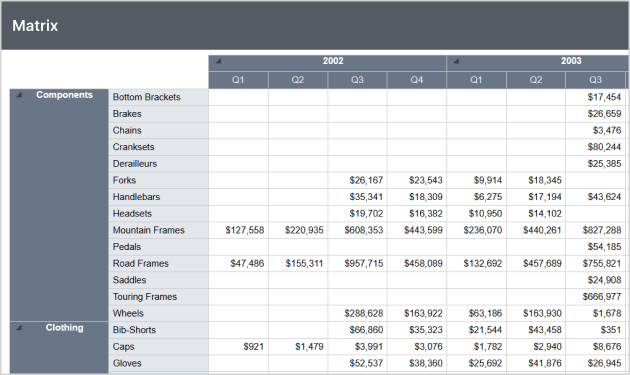 Matrix
2002 2003
Q1 Q2 Q3 Q4 Q1 Q2 Q3
Components Bottom Brackets $17,454
Brakes $26,659
Chains $3,476
Cranksets $80,244
Derailleurs $25,385
Forks $26,167 $23,543 $9,914 $18,345
Handlebars $35,341 $18,309 $6,275 $17,194 $43,624
Headsets $19,702 $16,382 $10,950 $14,102
Mountain Frames $127,558 $220,935 $608,353 $443,599 $236,070 $440,261 $827,288
Pedals $54,185
Road Frames $47,486 $155,311 $957,715 $458,089 $132,692 $457,689 $755,821
Saddles $24,908
Touring Frames $666,977
Wheels $288,628 $163,922 $63,186 $163,930 $1,678
Clothing Bib-Shorts $66,860 $35,323 $21,544 $43,458 $351
Caps $921 $1,479 $3,991 $3,076 $1,782 $2,940 $8,676
Gloves $52,537 $38,360 $25,692 $41,876 $26,945